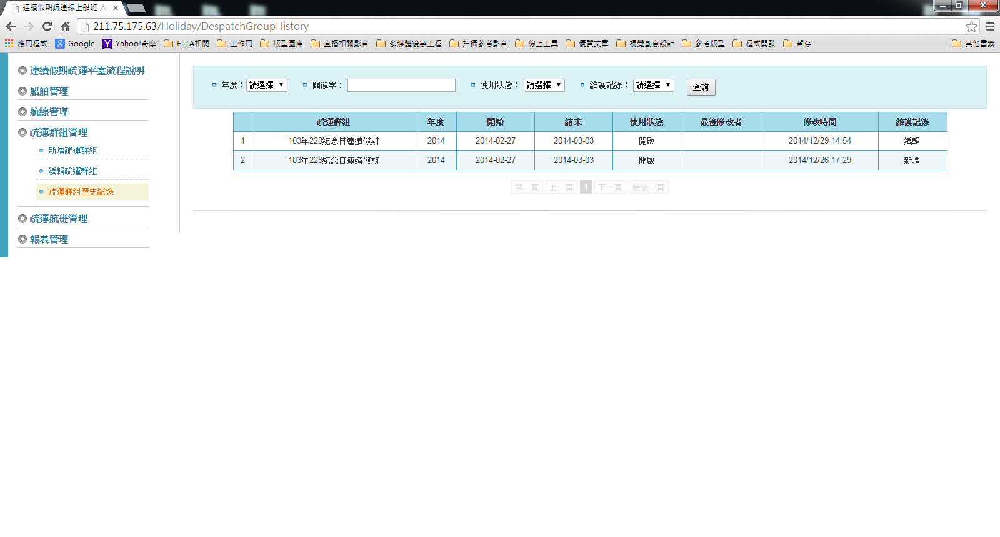 連續假期疏運線上船班 人
211.75.175.63/Holiday/DespatchGroupHistory
應用程式 Google Yahoo!奇摩 ELTA相關 工作用 版型圖庫 直播相關影音 多媒體後製工程 拍攝參考影音 線上工具 優質文章 視覺創意設計 參考版型 程式開發 暫存 其他書籤
連續假期疏運平臺流程說明
船舶管理
航線管理
疏運群組管理
新增疏運群組
編輯疏運群組
疏運群組歷史紀錄
疏運航班管理
報表管理
年度： 請選擇 關鍵字： 使用狀態： 請選擇 維護記錄： 請選擇 查詢
疏運群組 年度 開始 結束 使用狀態 最後修改者 修改時間 維護記錄
1 103年228紀念日連續假期 2014 2014-02-27 2014-03-03 開啟 2014/12/29 14:54 編輯
2 103年228紀念日連續假期 2014 2014-02-27 2014-03-03 開啟 2014/12/26 17:29 新增
第一頁 上一頁 1 下一頁 最後一頁